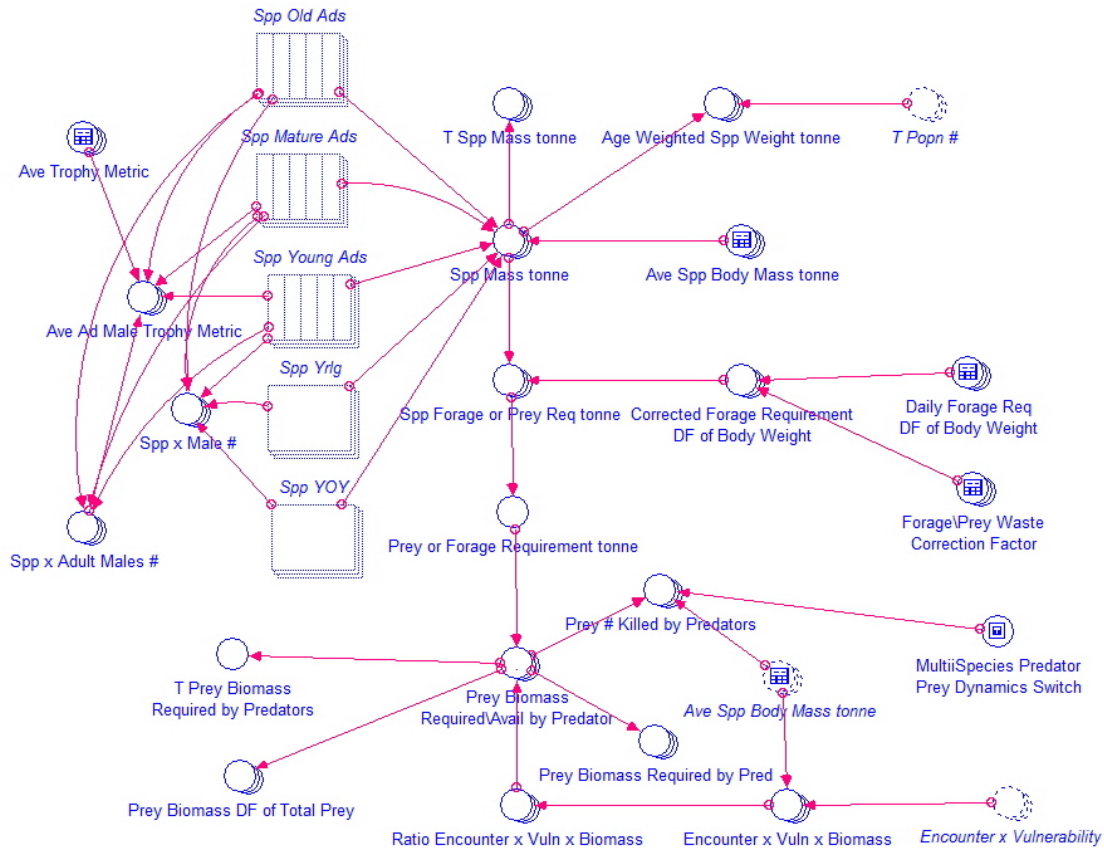 Spp Old Ads
T Spp Mass tonne
Age Weighted Spp Weight tonne
T Popn #
Spp Mature Ads
Ave Trophy Metric
Spp Young Ads
Spp Mass tonne
Ave Spp Body Mass tonne
Ave Ad Male Trophy Metric
Spp Yrlg
Spp Forage or Prey Req tonne
Corrected Forage Requirement
DF of Body Weight
Daily Forage Req
DF of Body Weight
Spp x Male #
Spp YOY
Forage\Prey Waste
Correction Factor
Spp x Adult Males #
Prey or Forage Requirement tonne
Prey # Killed by Predators
MultiiSpecies Predator
Prey Dynamics Switch
T Prey Biomass
Required by Predators
Prey Biomass
Required\Avail by Predator
Ave Spp Body Mass tonne
Prey Biomass Required by Pred
Prey Biomass DF of Total Prey
Ratio Encounter x Vuln x Biomass
Encounter x Vuln x Biomass
Encounter x Vulnerability